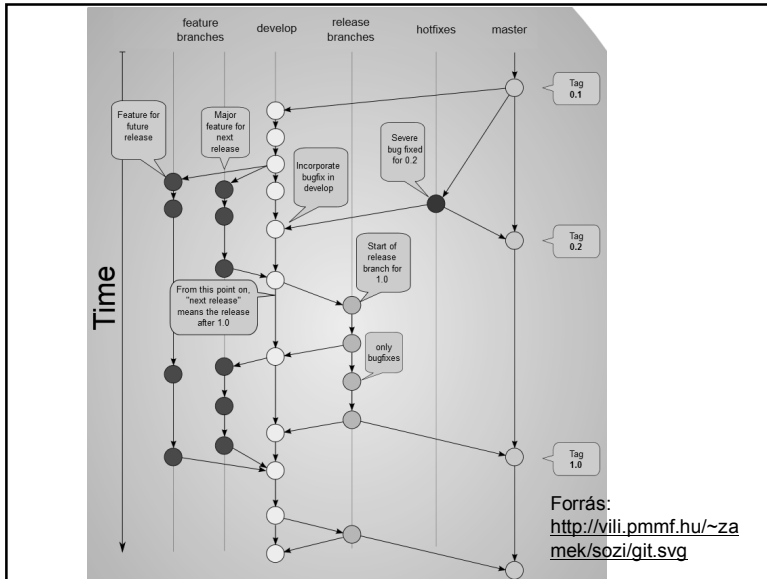 feature
branches
develop
release
branches
hotfixes
master
Tag
0.1
Feature for
future
release
Major
feature for
next
release
Severe
bug fixed
for 0.2
Incorporate
bugfix in
develop
Tag
0.2
Start of
release
branch for
1.0
From this point on,
"next release"
means the release
after 1.0
Time
only
bugfixes
Tag
1.0
Forrás:
http://vili.pmmf.hu/~za
mek/sozi/git.svg